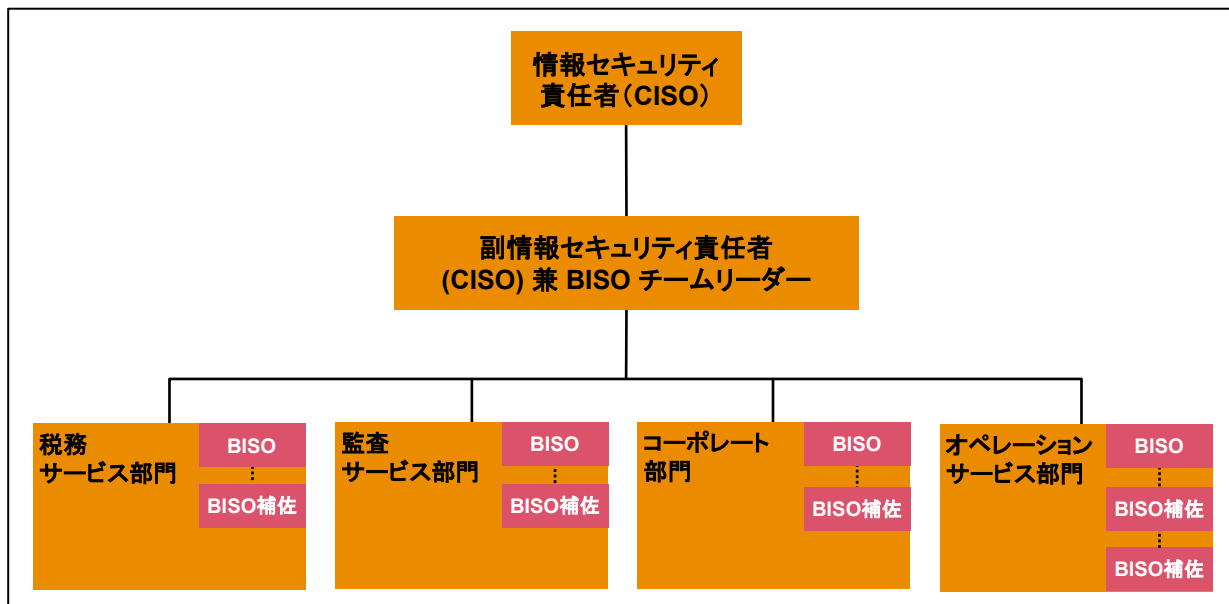 情報セキュリティ
責任者（CISO）
副情報セキュリティ責任者
(CISO) 兼 BISO チームリーダー
税務
サービス部門
BISO
BISO補佐
監査
サービス部門
BISO
BISO補佐
コーポレート
部門
BISO
BISO補佐
オペレーション
サービス部門
BISO
BISO補佐
BISO補佐